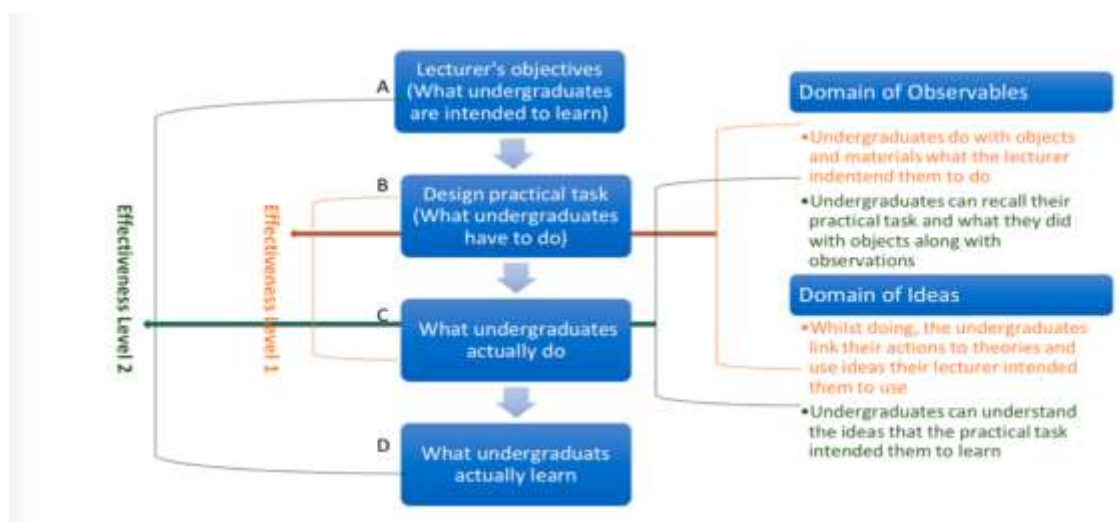 A
Lecturer's objectives
(What undergraduates
are intended to learn)
B
Design practical task
(What undergraduates
have to do)
C
What undergraduates
actually do
D
What undergraduats
actually learn
Effectiveness Level 2
Effectiveness Level 1
Domain of Observables
•Undergraduates do with objects
and materials what the lecturer
indentend them to do
•Undergraduates can recall their
practical task and what they did
with objects along with
observations
Domain of Ideas
•Whilst doing, the undergraduates
link their actions to theories and
use ideas their lecturer intended
them to use
•Undergraduates can understand
the ideas that the practical task
intended them to learn